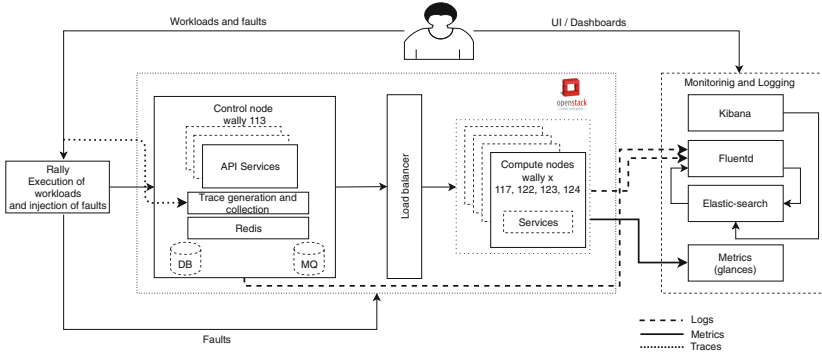 Workloads and faults
UI / Dashboards
openstack
Monitorinig and Logging
Control node
wally 113
Kibana
API Services
Load balancer
Compute nodes
wally x
117, 122, 123, 124
Fluentd
Rally
Execution of
workloads
and injection of faults
Trace generation and
collection
Elastic-search
Redis
Services
DB
MQ
Metrics
(glances)
Faults
Logs
Metrics
Traces